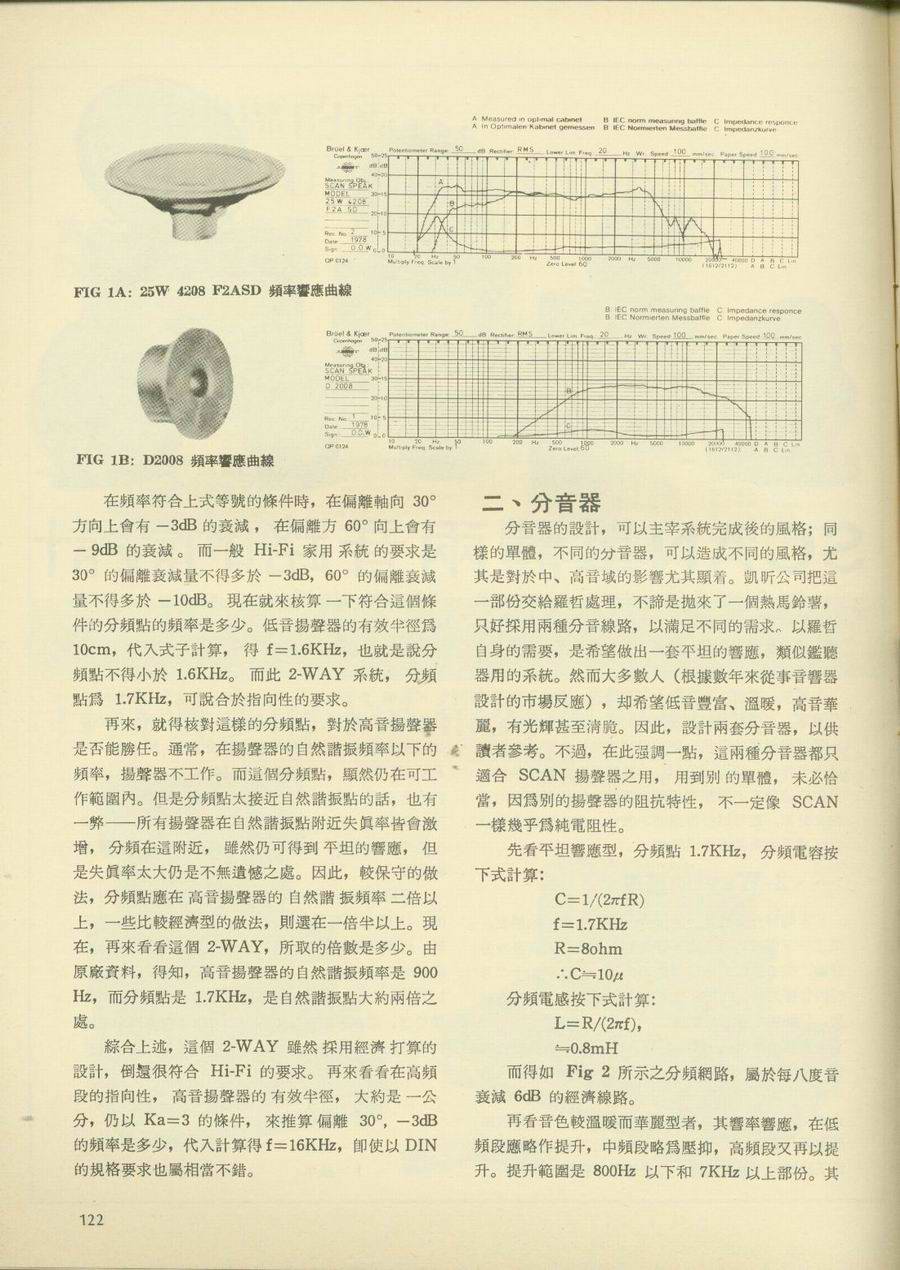 A Measured in optimal cabinet B IEC norm measuring baffle C Impedance responce
A In Optimalen Kabinet gemessen B IEC Normierten Messbaffle C Impedanzkurve
Brüel & Kjær Potentiometer Range: 50 dB Rectifier: RMS Lower Lim. Freq. 20 Hz Wr. Speed 100 mm/sec. Paper Speed 100 mm/sec
Copenhagen
Measuring Obj.:
SCAN SPEAK
MODEL
25W 4208
F2A SD
Rec. No. 2
Date: 1978
Sign.: O.Ø.W
QP 0124
A
B
C
10 20 Hz 50 100 200 Hz 500 1000 2000 Hz 5000 10000 20000 40000 D A B C Lin
Multiply Freq. Scale by 1 Zero Level 60 (1612/2112) A B C Lin
FIG 1A: 25W 4208 F2ASD 頻率響應曲線
B IEC norm measuring baffle C Impedance responce
B IEC Normierten Messbaffle C Impedanzkurve
Brüel & Kjær Potentiometer Range: 50 dB Rectifier: RMS Lower Lim. Freq. 20 Hz Wr. Speed 100 mm/sec. Paper Speed 100 mm/sec
Copenhagen
Measuring Obj.:
SCAN SPEAK
MODEL
D 2008
Rec. No. 1
Date: 1978
Sign.: O.Ø.W
QP 0124
B
C
10 20 Hz 50 100 200 Hz 500 1000 2000 Hz 5000 10000 20000 40000 D A B C Lin
Multiply Freq. Scale by 1 Zero Level 60 (1612/2112) A B C Lin
FIG 1B: D2008 頻率響應曲線
在頻率符合上式等號的條件時，在偏離軸向 30°
方向上會有 －3dB 的衰減，在偏離方 60° 向上會有
－9dB 的衰減。而一般 Hi-Fi 家用系統的要求是
30° 的偏離衰減量不得多於 －3dB，60° 的偏離衰減
量不得多於 －10dB。現在就來核算一下符合這個條
件的分頻點的頻率是多少。低音揚聲器的有效半徑爲
10cm，代入式子計算，得 f＝1.6KHz，也就是說分
頻點不得小於 1.6KHz。而此 2-WAY 系統，分頻
點爲 1.7KHz，可說合於指向性的要求。
再來，就得核對這樣的分頻點，對於高音揚聲器
是否能勝任。通常，在揚聲器的自然諧振頻率以下的
頻率，揚聲器不工作。而這個分頻點，顯然仍在可工
作範圍內。但是分頻點太接近自然諧振點的話，也有
一弊——所有揚聲器在自然諧振點附近失眞率皆會激
增，分頻在這附近，雖然仍可得到平坦的響應，但
是失眞率太大仍是不無遺憾之處。因此，較保守的做
法，分頻點應在高音揚聲器的自然諧振頻率二倍以
上，一些比較經濟型的做法，則選在一倍半以上。現
在，再來看看這個 2-WAY，所取的倍數是多少。由
原廠資料，得知，高音揚聲器的自然諧振頻率是 900
Hz，而分頻點是 1.7KHz，是自然諧振點大約兩倍之
處。
綜合上述，這個 2-WAY 雖然採用經濟打算的
設計，倒還很符合 Hi-Fi 的要求。再來看看在高頻
段的指向性，高音揚聲器的有效半徑，大約是一公
分，仍以 Ka＝3 的條件，來推算偏離 30°，－3dB
的頻率是多少，代入計算得 f＝16KHz，卽使以 DIN
的規格要求也屬相當不錯。
二、分音器
分音器的設計，可以主宰系統完成後的風格；同
樣的單體，不同的分音器，可以造成不同的風格，尤
其是對於中、高音域的影響尤其顯着。凱昕公司把這
一部份交給羅哲處理，不諦是拋來了一個熱馬鈴薯，
只好採用兩種分音線路，以滿足不同的需求。以羅哲
自身的需要，是希望做出一套平坦的響應，類似鑑聽
器用的系統。然而大多數人（根據數年來從事音響器
設計的市場反應），却希望低音豐富、溫暖，高音華
麗，有光輝甚至淸脆。因此，設計兩套分音器，以供
讀者參考。不過，在此强調一點，這兩種分音器都只
適合 SCAN 揚聲器之用，用到別的單體，未必恰
當，因爲別的揚聲器的阻抗特性，不一定像 SCAN
一樣幾乎爲純電阻性。
先看平坦響應型，分頻點 1.7KHz，分頻電容按
下式計算：
C＝1/(2πfR)
f＝1.7KHz
R＝8ohm
∴C≒10μ
分頻電感按下式計算：
L＝R/(2πf)，
≒0.8mH
而得如 Fig 2 所示之分頻網路，屬於每八度音
衰減 6dB 的經濟線路。
再看音色較溫暖而華麗型者，其響率響應，在低
頻段應略作提升，中頻段略爲壓抑，高頻段又再以提
升。提升範圍是 800Hz 以下和 7KHz 以上部份。其
122